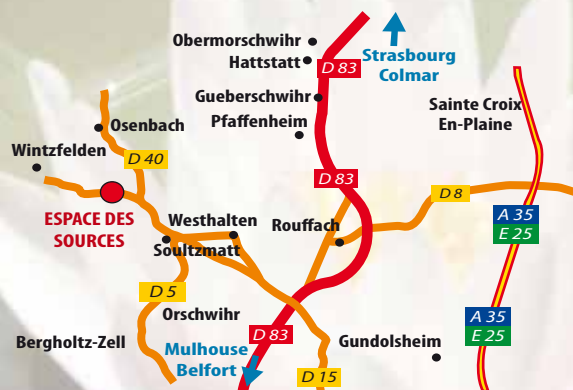 Obermorschwihr
Hattstatt
D 83
Strasbourg
Colmar
Gueberschwihr
Pfaffenheim
Sainte Croix
En-Plaine
Osenbach
Wintzfelden
D 40
D 83
D 8
ESPACE DES
SOURCES
Westhalten
Rouffach
A 35
E 25
Soultzmatt
D 5
Orschwihr
Bergholtz-Zell
D 83
Mulhouse
Belfort
Gundolsheim
A 35
E 25
D 15